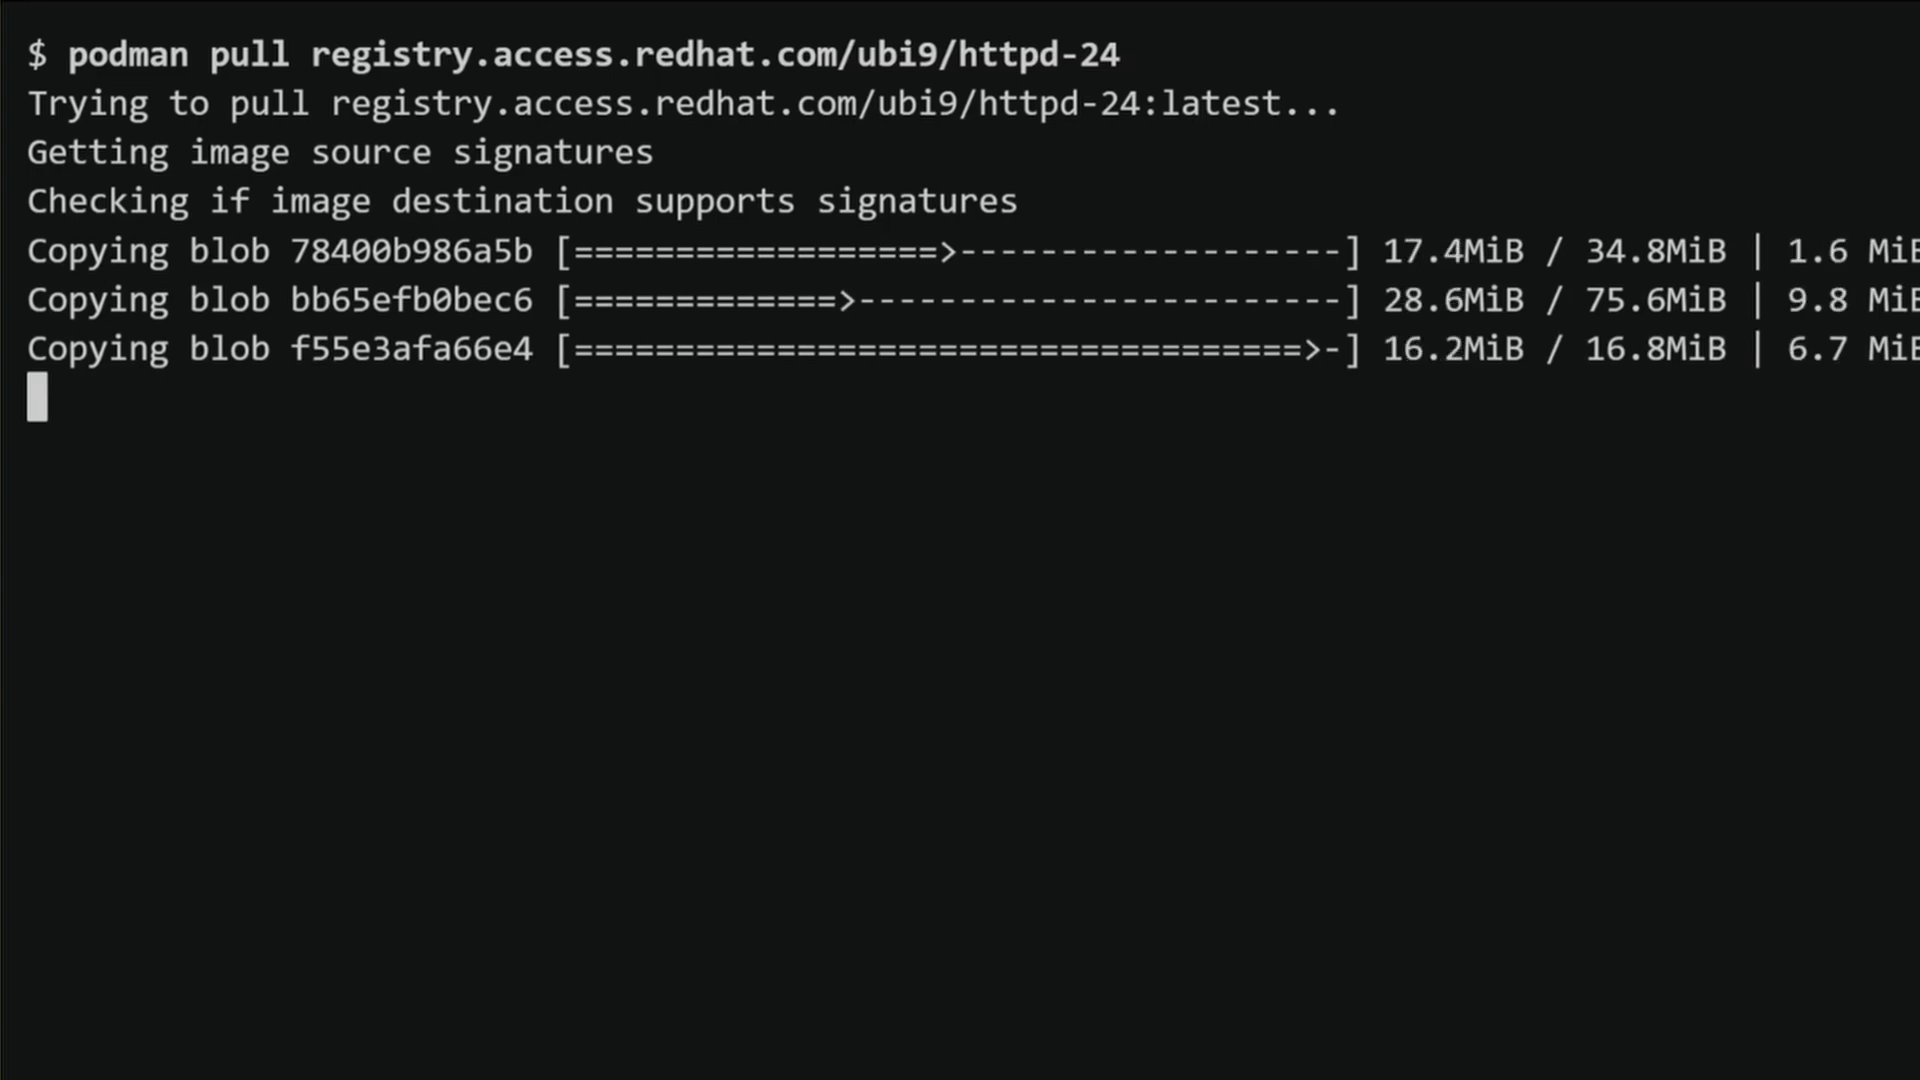 $ podman pull registry.access.redhat.com/ubi9/httpd-24
Trying to pull registry.access.redhat.com/ubi9/httpd-24:latest...
Getting image source signatures
Checking if image destination supports signatures
Copying blob 78400b986a5b [==================>-------------------] 17.4MiB / 34.8MiB | 1.6 MiB
Copying blob bb65efb0bec6 [=============>------------------------] 28.6MiB / 75.6MiB | 9.8 MiB
Copying blob f55e3afa66e4 [====================================>-] 16.2MiB / 16.8MiB | 6.7 MiB